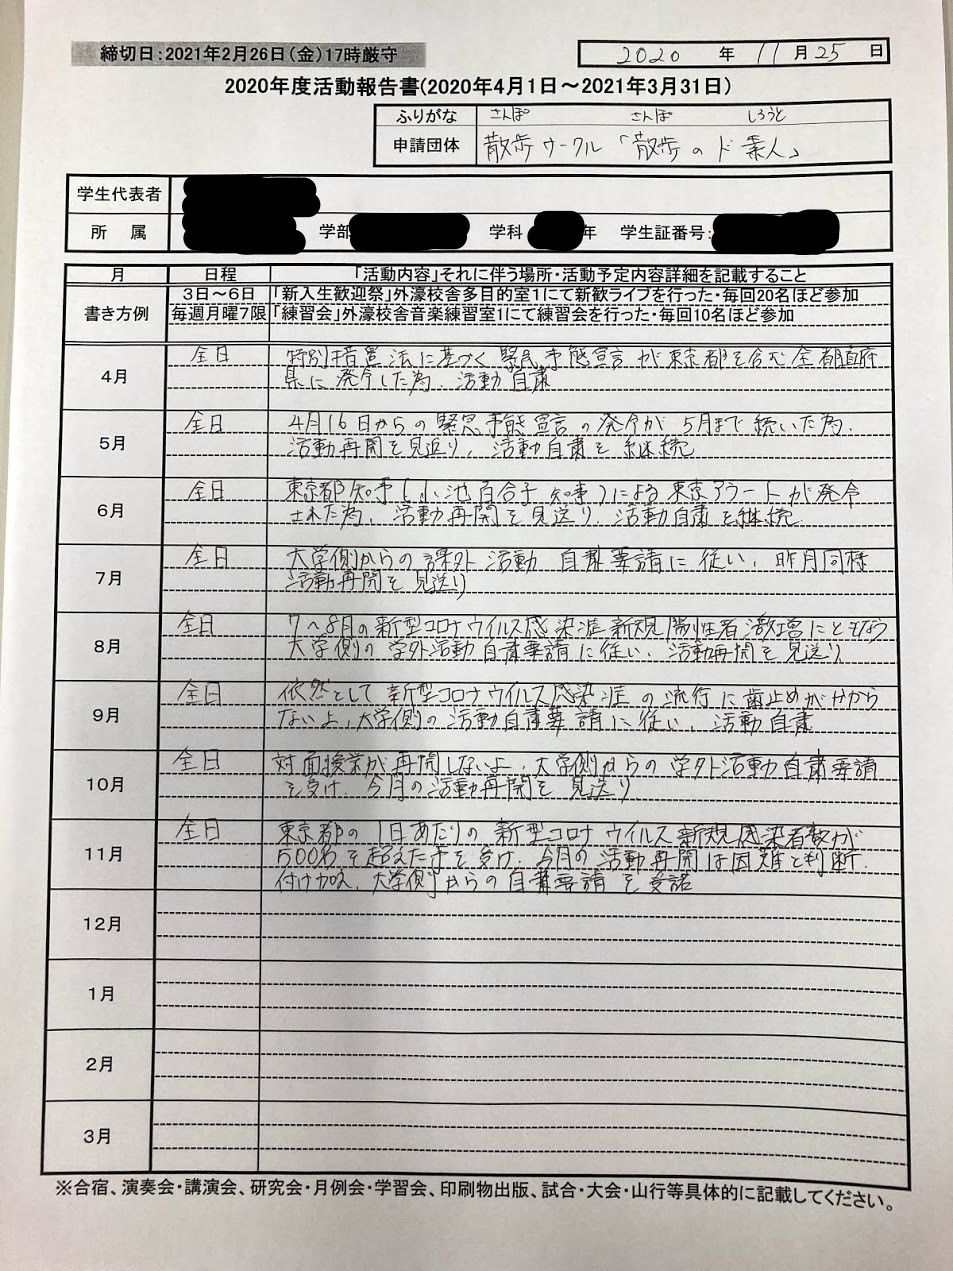 締切日：2021年2月26日（金）17時厳守
2020 年 11 月 25 日
2020年度活動報告書(2020年4月1日～2021年3月31日)
ふりがな さんぽ さんぽ しろうと
申請団体 散歩サークル「散歩のド素人」
学生代表者
所　属 学部 学科 年 学生証番号：
月 日程 「活動内容」それに伴う場所・活動予定内容詳細を記載すること
書き方例 3日～6日 「新入生歓迎祭」外濠校舎多目的室1にて新歓ライブを行った・毎回20名ほど参加
毎週月曜7限 「練習会」外濠校舎音楽練習室1にて練習会を行った・毎回10名ほど参加
4月 全日 特別措置法に基づく緊急事態宣言が東京都を含む全都道府
県に発令した為、活動自粛
5月 全日 4月16日からの緊急事態宣言の発令が5月まで続いた為、
活動再開を見送り、活動自粛を継続
6月 全日 東京都知事(小池百合子知事)による東京アラートが発令
された為、活動再開を見送り、活動自粛を継続
7月 全日 大学側からの課外活動自粛要請に従い、昨月同様
活動再開を見送り
8月 全日 7～8月の新型コロナウイルス感染症新規陽性者激増にともなう
大学側の学外活動自粛要請に従い、活動再開を見送り
9月 全日 依然として新型コロナウイルス感染症の流行に歯止めがかから
ないよ、大学側の活動自粛要請に従い、活動自粛
10月 全日 対面授業が再開しないよ、大学側からの学外活動自粛要請
を受け、今月の活動再開を見送り
11月 全日 東京都の1日あたりの新型コロナウイルス新規感染者数が
500名を超えた事を受け、今月の活動再開は困難と判断、
付け加え、大学側からの自粛要請を受諾
12月
1月
2月
3月
※合宿、演奏会・講演会、研究会・月例会・学習会、印刷物出版、試合・大会・山行等具体的に記載してください。